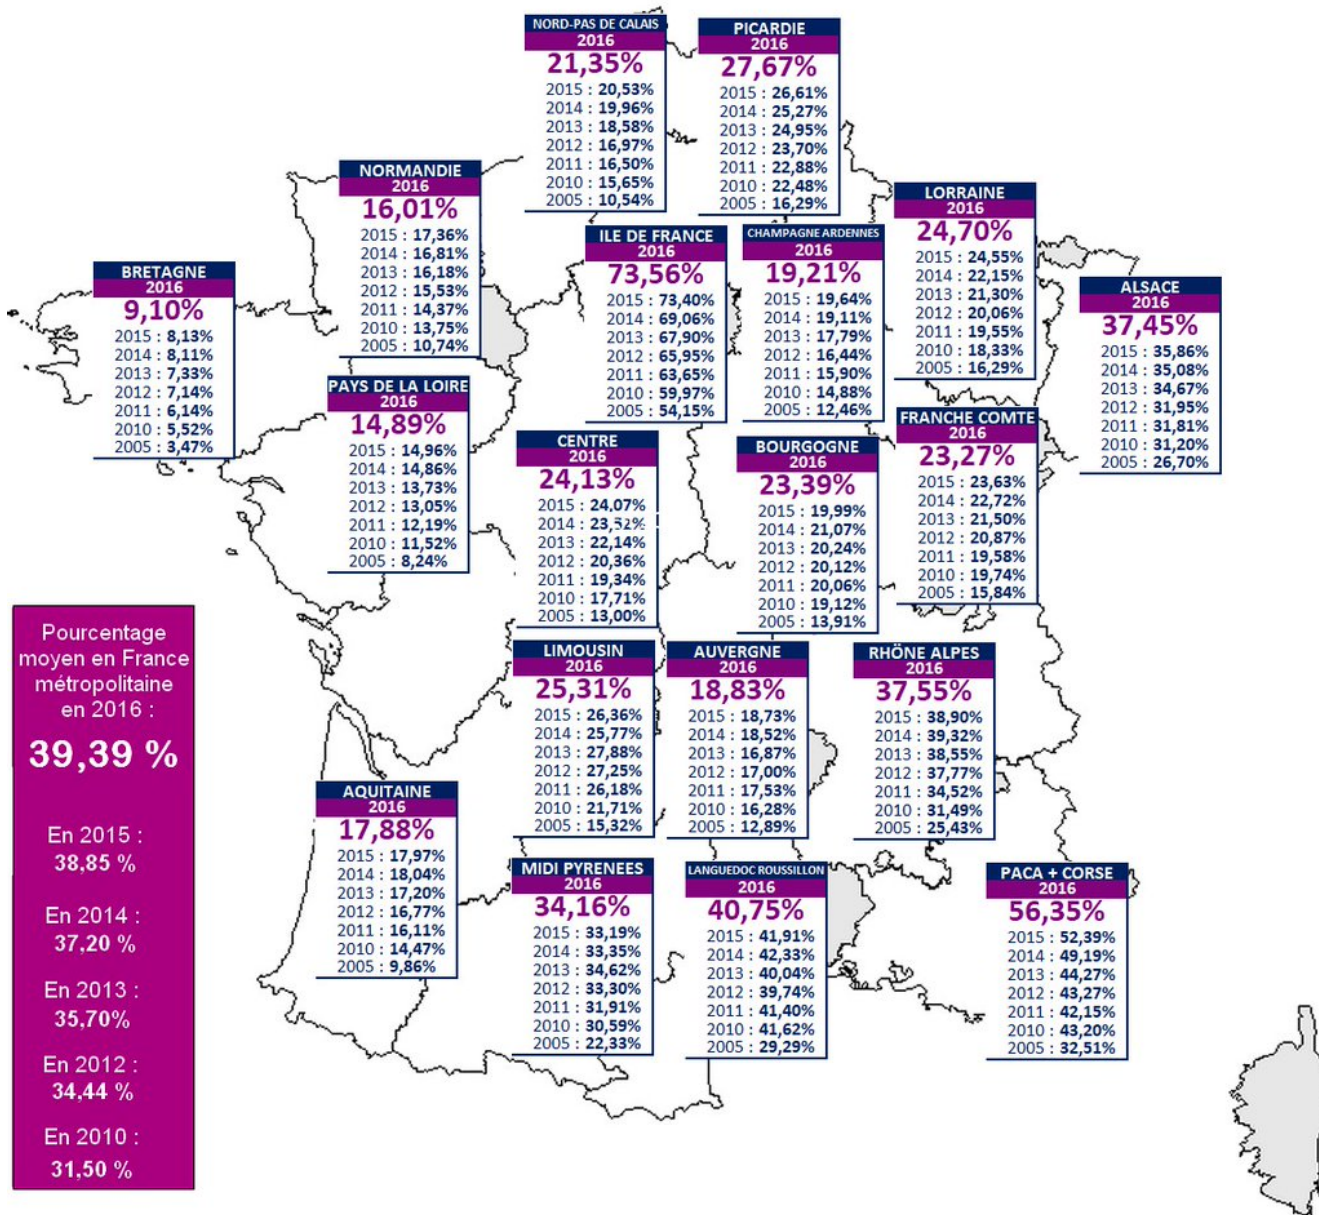 NORD-PAS DE CALAIS
2016
21,35%
2015 : 20,53%
2014 : 19,96%
2013 : 18,58%
2012 : 16,97%
2011 : 16,50%
2010 : 15,65%
2005 : 10,54%
PICARDIE
2016
27,67%
2015 : 26,61%
2014 : 25,27%
2013 : 24,95%
2012 : 23,70%
2011 : 22,88%
2010 : 22,48%
2005 : 16,29%
NORMANDIE
2016
16,01%
2015 : 17,36%
2014 : 16,81%
2013 : 16,18%
2012 : 15,53%
2011 : 14,37%
2010 : 13,75%
2005 : 10,74%
LORRAINE
2016
24,70%
2015 : 24,55%
2014 : 22,15%
2013 : 21,30%
2012 : 20,06%
2011 : 19,55%
2010 : 18,33%
2005 : 16,29%
ILE DE FRANCE
2016
73,56%
2015 : 73,40%
2014 : 69,06%
2013 : 67,90%
2012 : 65,95%
2011 : 63,65%
2010 : 59,97%
2005 : 54,15%
CHAMPAGNE ARDENNES
2016
19,21%
2015 : 19,64%
2014 : 19,11%
2013 : 17,79%
2012 : 16,44%
2011 : 15,90%
2010 : 14,88%
2005 : 12,46%
BRETAGNE
2016
9,10%
2015 : 8,13%
2014 : 8,11%
2013 : 7,33%
2012 : 7,14%
2011 : 6,14%
2010 : 5,52%
2005 : 3,47%
ALSACE
2016
37,45%
2015 : 35,86%
2014 : 35,08%
2013 : 34,67%
2012 : 31,95%
2011 : 31,81%
2010 : 31,20%
2005 : 26,70%
PAYS DE LA LOIRE
2016
14,89%
2015 : 14,96%
2014 : 14,86%
2013 : 13,73%
2012 : 13,05%
2011 : 12,19%
2010 : 11,52%
2005 : 8,24%
CENTRE
2016
24,13%
2015 : 24,07%
2014 : 23,52%
2013 : 22,14%
2012 : 20,36%
2011 : 19,34%
2010 : 17,71%
2005 : 13,00%
BOURGOGNE
2016
23,39%
2015 : 19,99%
2014 : 21,07%
2013 : 20,24%
2012 : 20,12%
2011 : 20,06%
2010 : 19,12%
2005 : 13,91%
FRANCHE COMTE
2016
23,27%
2015 : 23,63%
2014 : 22,72%
2013 : 21,50%
2012 : 20,87%
2011 : 19,58%
2010 : 19,74%
2005 : 15,84%
Pourcentage
moyen en France
métropolitaine
en 2016 :
39,39 %
En 2015 :
38,85 %
En 2014 :
37,20 %
En 2013 :
35,70%
En 2012 :
34,44 %
En 2010 :
31,50 %
LIMOUSIN
2016
25,31%
2015 : 26,36%
2014 : 25,77%
2013 : 27,88%
2012 : 27,25%
2011 : 26,18%
2010 : 21,71%
2005 : 15,32%
AUVERGNE
2016
18,83%
2015 : 18,73%
2014 : 18,52%
2013 : 16,87%
2012 : 17,00%
2011 : 17,53%
2010 : 16,28%
2005 : 12,89%
RHÔNE ALPES
2016
37,55%
2015 : 38,90%
2014 : 39,32%
2013 : 38,55%
2012 : 37,77%
2011 : 34,52%
2010 : 31,49%
2005 : 25,43%
AQUITAINE
2016
17,88%
2015 : 17,97%
2014 : 18,04%
2013 : 17,20%
2012 : 16,77%
2011 : 16,11%
2010 : 14,47%
2005 : 9,86%
MIDI PYRENEES
2016
34,16%
2015 : 33,19%
2014 : 33,35%
2013 : 34,62%
2012 : 33,30%
2011 : 31,91%
2010 : 30,59%
2005 : 22,33%
LANGUEDOC ROUSSILLON
2016
40,75%
2015 : 41,91%
2014 : 42,33%
2013 : 40,04%
2012 : 39,74%
2011 : 41,40%
2010 : 41,62%
2005 : 29,29%
PACA + CORSE
2016
56,35%
2015 : 52,39%
2014 : 49,19%
2013 : 44,27%
2012 : 43,27%
2011 : 42,15%
2010 : 43,20%
2005 : 32,51%